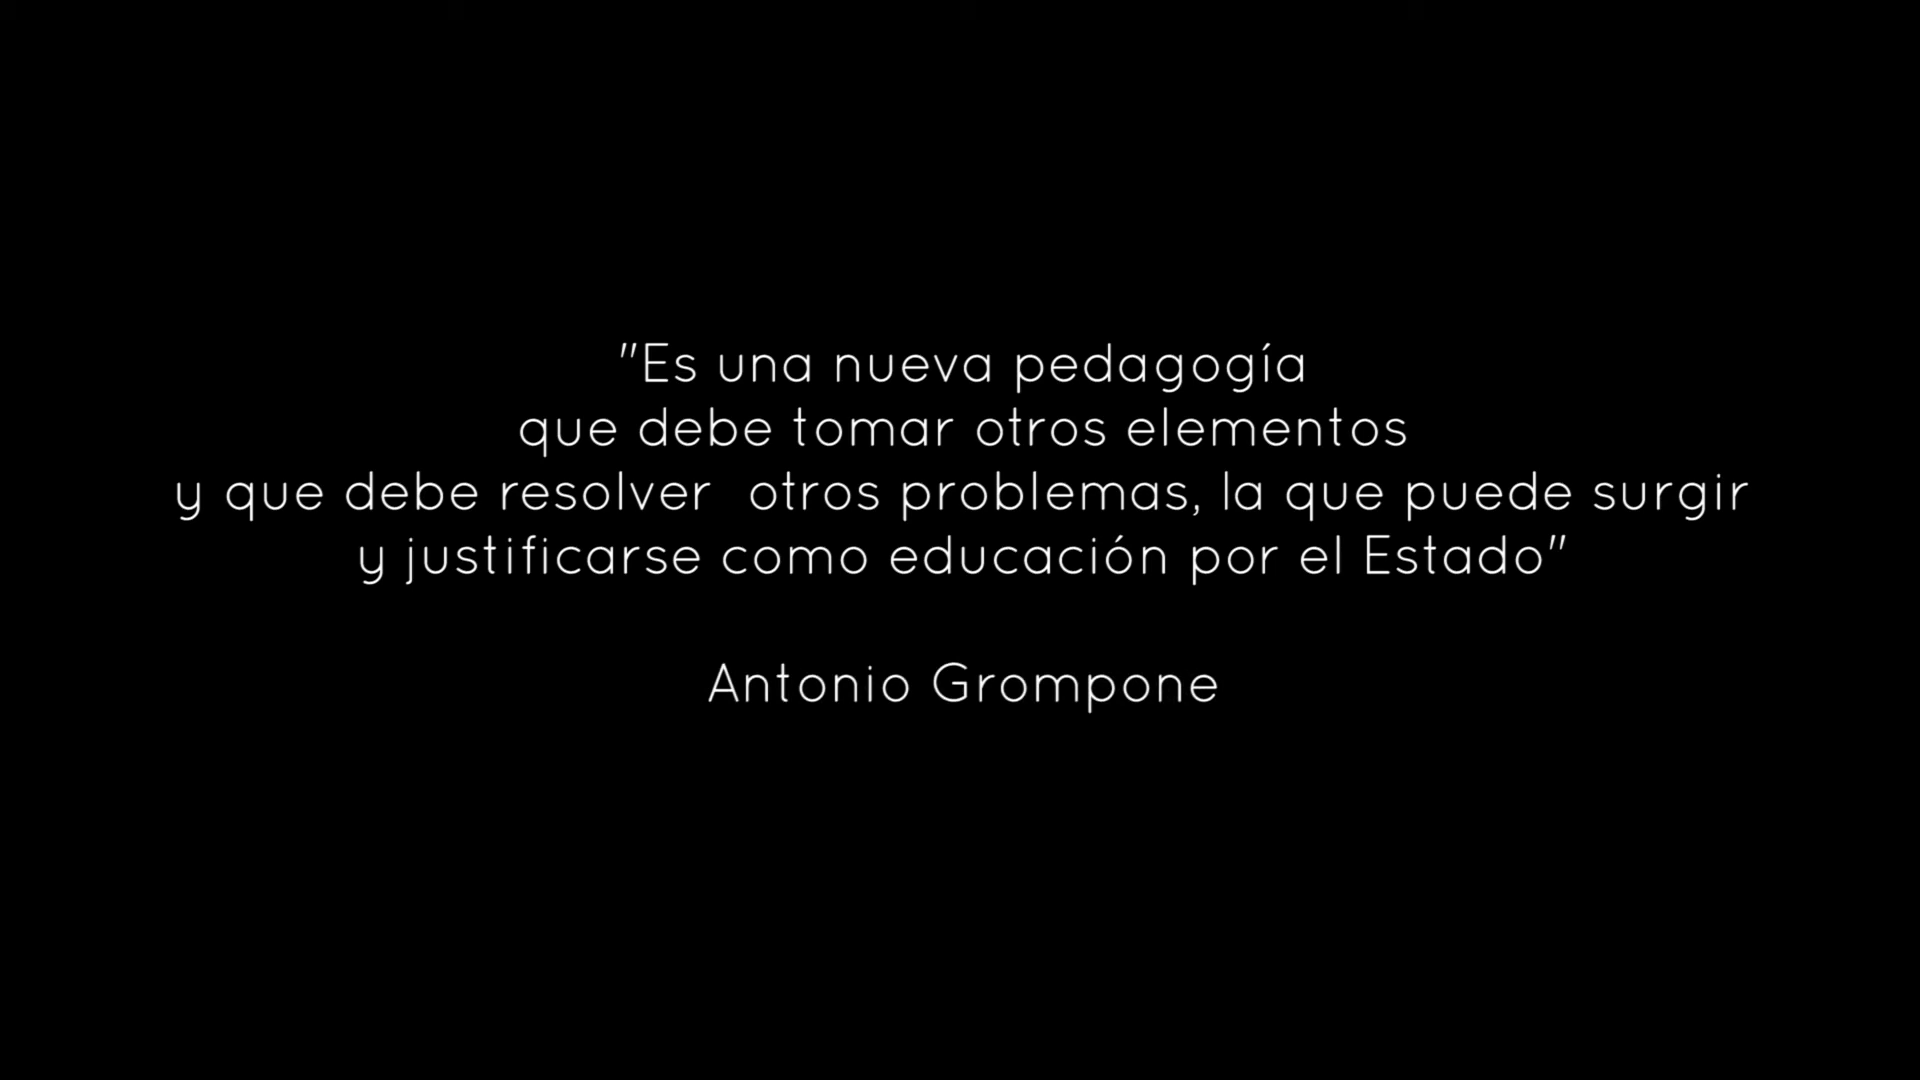 "Es una nueva pedagogía
que debe tomar otros elementos
y que debe resolver  otros problemas, la que puede surgir
y justificarse como educación por el Estado"
Antonio Grompone